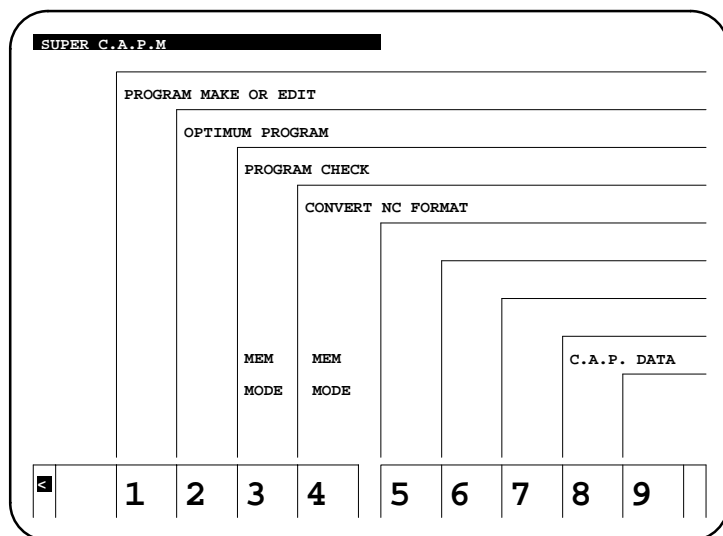 SUPER C.A.P.M
PROGRAM MAKE OR EDIT
OPTIMUM PROGRAM
PROGRAM CHECK
CONVERT NC FORMAT
MEM MEM C.A.P. DATA
MODE MODE
< 1 2 3 4 5 6 7 8 9